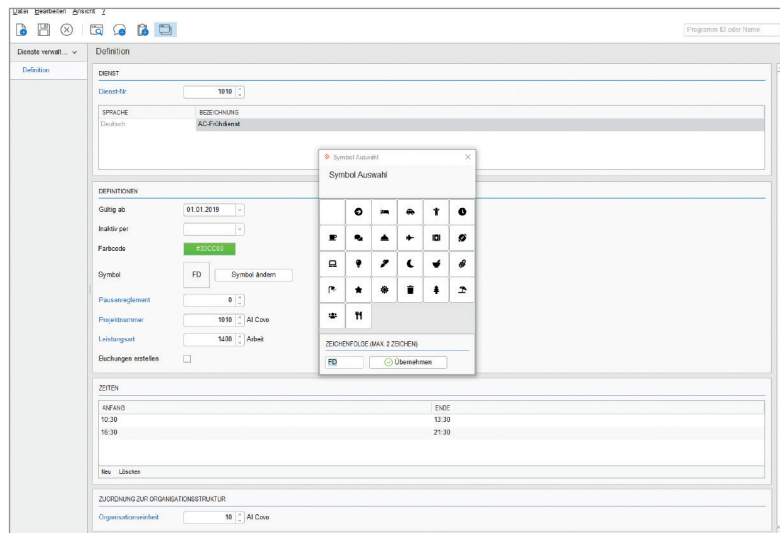 Datei Bearbeiten Ansicht ?
Programm ID oder Name
Dienste verwalt...
Definition
Definition
DIENST
Dienst-Nr. 1010
SPRACHE BEZEICHNUNG
Deutsch AC-Frühdienst
Symbol Auswahl
Symbol Auswahl
ZEICHENFOLGE (MAX. 2 ZEICHEN)
FD Übernehmen
DEFINITIONEN
Gültig ab 01.01.2019
Inaktiv per
Farbcode #33CC00
Symbol FD Symbol ändern
Pausenreglement 0
Projektnummer 1010 Al Covo
Leistungsart 1400 Arbeit
Buchungen erstellen
ZEITEN
ANFANG ENDE
10:30 13:30
16:30 21:30
Neu Löschen
ZUORDNUNG ZUR ORGANISATIONSSTRUKTUR
Organisationseinheit 10 Al Covo